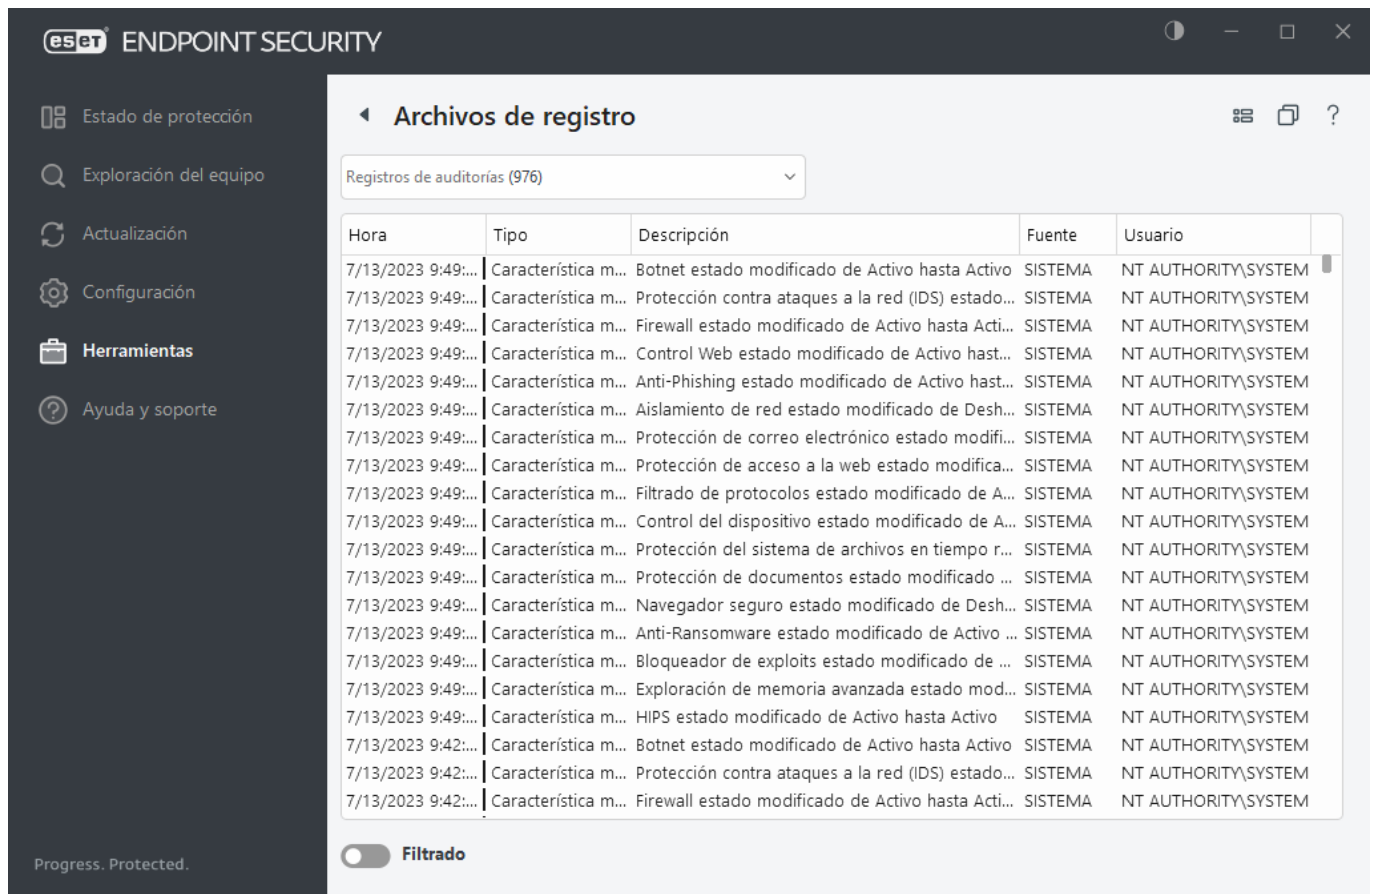 eset ENDPOINT SECURITY
Estado de protección
Exploración del equipo
Actualización
Configuración
Herramientas
Ayuda y soporte
Progress. Protected.
Archivos de registro
?
Registros de auditorías (976)
Hora Tipo Descripción Fuente Usuario
7/13/2023 9:49:... Característica m... Botnet estado modificado de Activo hasta Activo SISTEMA NT AUTHORITY\SYSTEM
7/13/2023 9:49:... Característica m... Protección contra ataques a la red (IDS) estado... SISTEMA NT AUTHORITY\SYSTEM
7/13/2023 9:49:... Característica m... Firewall estado modificado de Activo hasta Acti... SISTEMA NT AUTHORITY\SYSTEM
7/13/2023 9:49:... Característica m... Control Web estado modificado de Activo hast... SISTEMA NT AUTHORITY\SYSTEM
7/13/2023 9:49:... Característica m... Anti-Phishing estado modificado de Activo hast... SISTEMA NT AUTHORITY\SYSTEM
7/13/2023 9:49:... Característica m... Aislamiento de red estado modificado de Desh... SISTEMA NT AUTHORITY\SYSTEM
7/13/2023 9:49:... Característica m... Protección de correo electrónico estado modifi... SISTEMA NT AUTHORITY\SYSTEM
7/13/2023 9:49:... Característica m... Protección de acceso a la web estado modifica... SISTEMA NT AUTHORITY\SYSTEM
7/13/2023 9:49:... Característica m... Filtrado de protocolos estado modificado de A... SISTEMA NT AUTHORITY\SYSTEM
7/13/2023 9:49:... Característica m... Control del dispositivo estado modificado de A... SISTEMA NT AUTHORITY\SYSTEM
7/13/2023 9:49:... Característica m... Protección del sistema de archivos en tiempo r... SISTEMA NT AUTHORITY\SYSTEM
7/13/2023 9:49:... Característica m... Protección de documentos estado modificado ... SISTEMA NT AUTHORITY\SYSTEM
7/13/2023 9:49:... Característica m... Navegador seguro estado modificado de Desh... SISTEMA NT AUTHORITY\SYSTEM
7/13/2023 9:49:... Característica m... Anti-Ransomware estado modificado de Activo ... SISTEMA NT AUTHORITY\SYSTEM
7/13/2023 9:49:... Característica m... Bloqueador de exploits estado modificado de ... SISTEMA NT AUTHORITY\SYSTEM
7/13/2023 9:49:... Característica m... Exploración de memoria avanzada estado mod... SISTEMA NT AUTHORITY\SYSTEM
7/13/2023 9:49:... Característica m... HIPS estado modificado de Activo hasta Activo SISTEMA NT AUTHORITY\SYSTEM
7/13/2023 9:42:... Característica m... Botnet estado modificado de Activo hasta Activo SISTEMA NT AUTHORITY\SYSTEM
7/13/2023 9:42:... Característica m... Protección contra ataques a la red (IDS) estado... SISTEMA NT AUTHORITY\SYSTEM
7/13/2023 9:42:... Característica m... Firewall estado modificado de Activo hasta Acti... SISTEMA NT AUTHORITY\SYSTEM
Filtrado